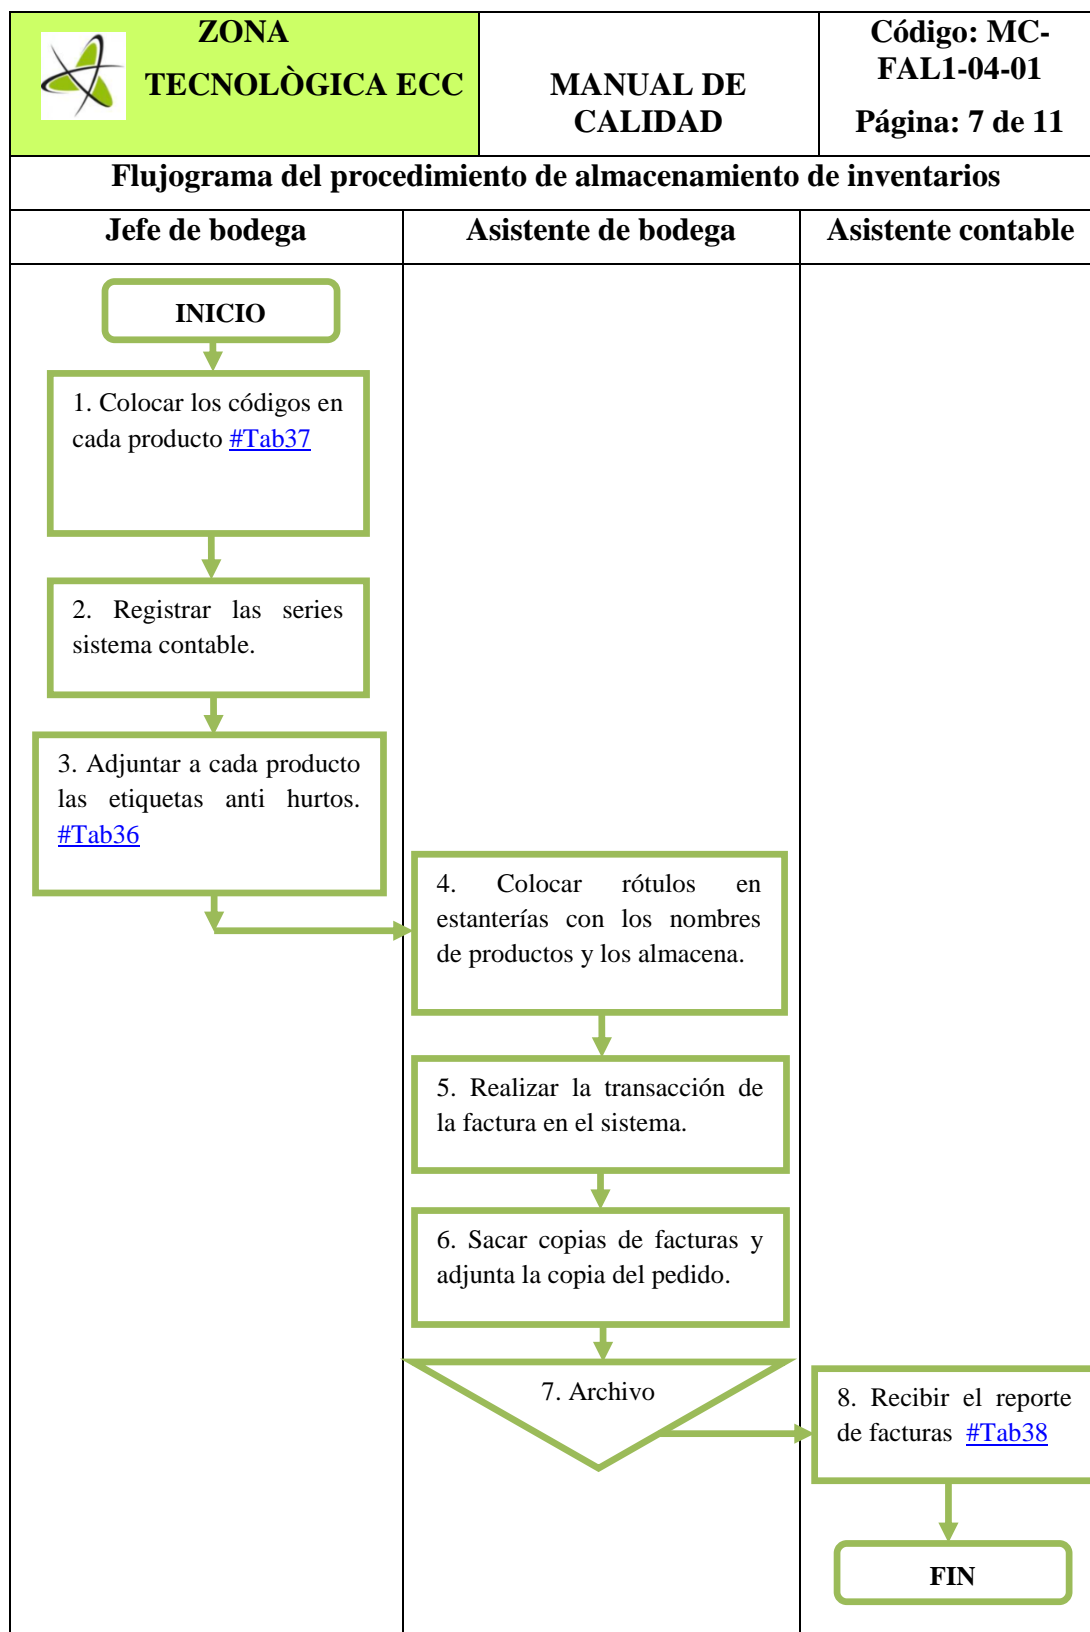 ZONA
TECNOLÒGICA ECC
MANUAL DE
CALIDAD
Código: MC-
FAL1-04-01
Página: 7 de 11
Flujograma del procedimiento de almacenamiento de inventarios
Jefe de bodega
Asistente de bodega
Asistente contable
INICIO
1. Colocar los códigos en
cada producto #Tab37
2. Registrar las series
sistema contable.
3. Adjuntar a cada producto
las etiquetas anti hurtos.
#Tab36
4. Colocar rótulos en
estanterías con los nombres
de productos y los almacena.
5. Realizar la transacción de
la factura en el sistema.
6. Sacar copias de facturas y
adjunta la copia del pedido.
7. Archivo
8. Recibir el reporte
de facturas #Tab38
FIN